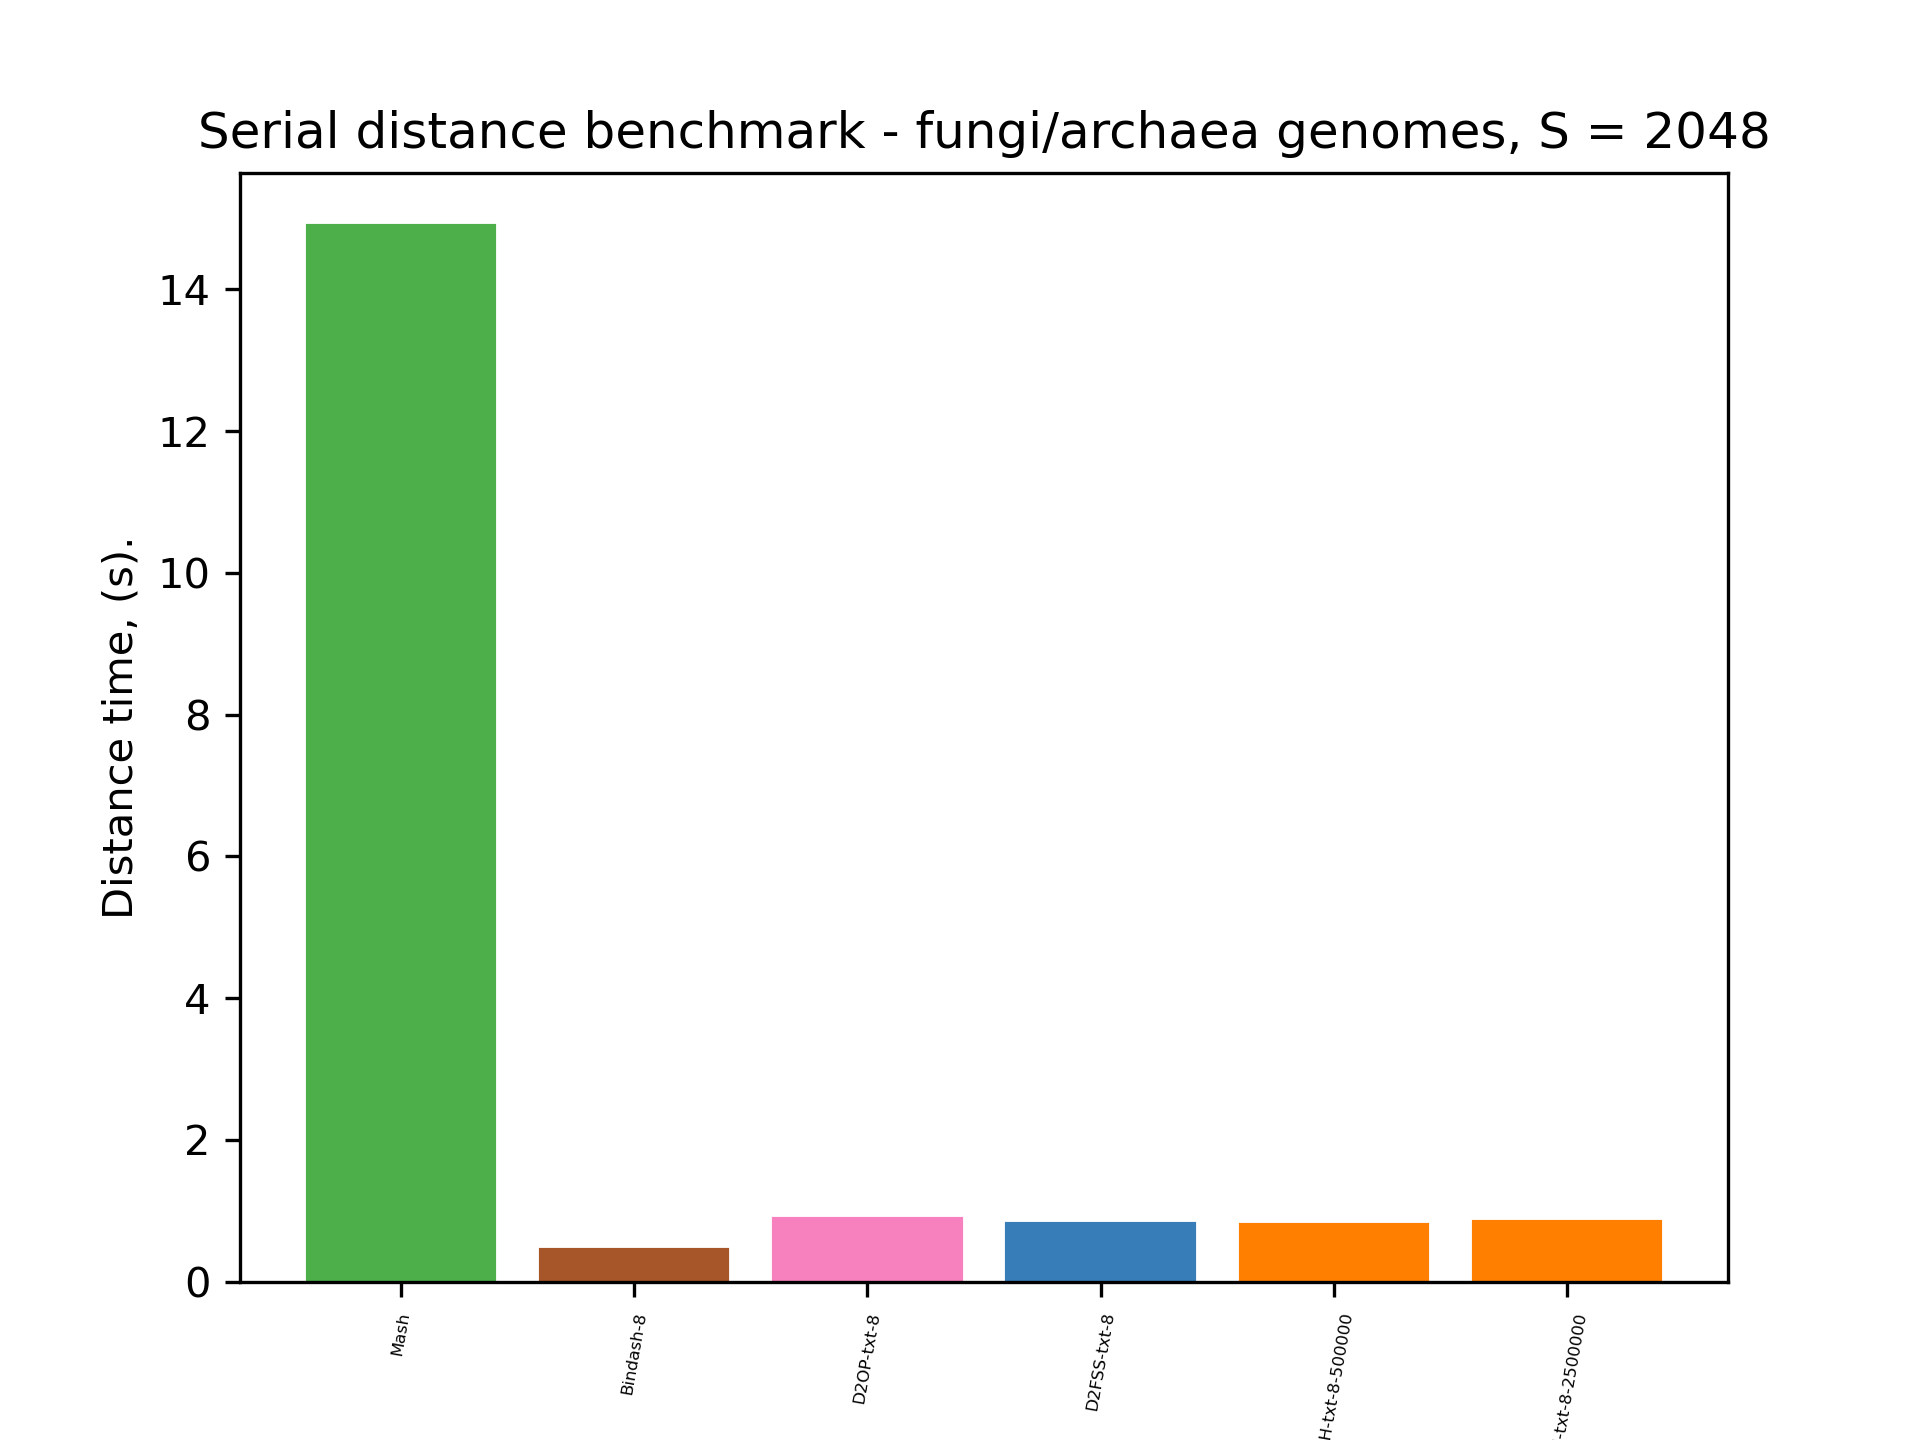 Serial distance benchmark - fungi/archaea genomes, S = 2048
Distance time, (s).
14
12
10
8
6
4
2
0
Mash
Bindash-8
D2OP-txt-8
D2FSS-txt-8
H-txt-8-500000
-txt-8-2500000